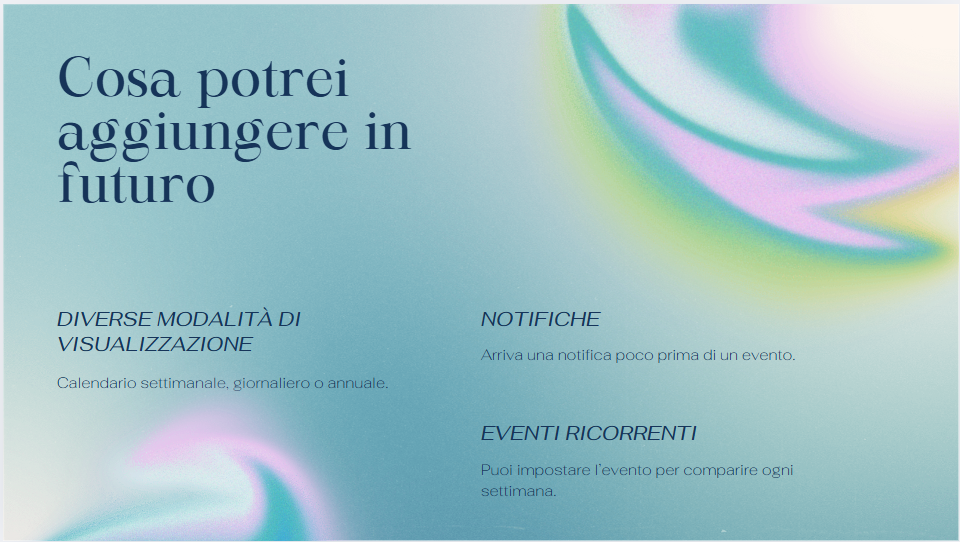 Cosa potrei
aggiungere in
futuro
DIVERSE MODALITÀ DI
VISUALIZZAZIONE
Calendario settimanale, giornaliero o annuale.
NOTIFICHE
Arriva una notifica poco prima di un evento.
EVENTI RICORRENTI
Puoi impostare l'evento per comparire ogni
settimana.